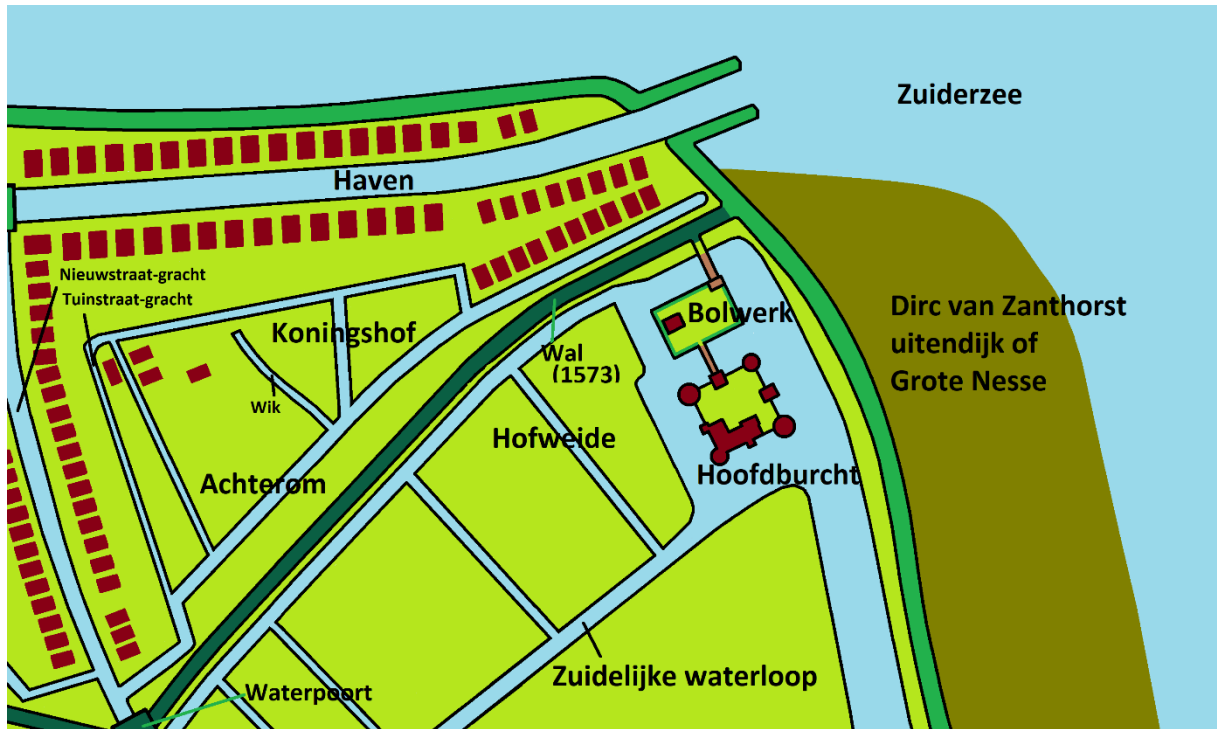 Zuiderzee
Haven
Nieuwstraat-gracht
Tuinstraat-gracht
Koningshof
Bolwerk
Dirc van Zanthorst
uitendijk of
Grote Nesse
Wal
(1573)
Wik
Hofweide
Hoofdburcht
Achterom
Zuidelijke waterloop
Waterpoort